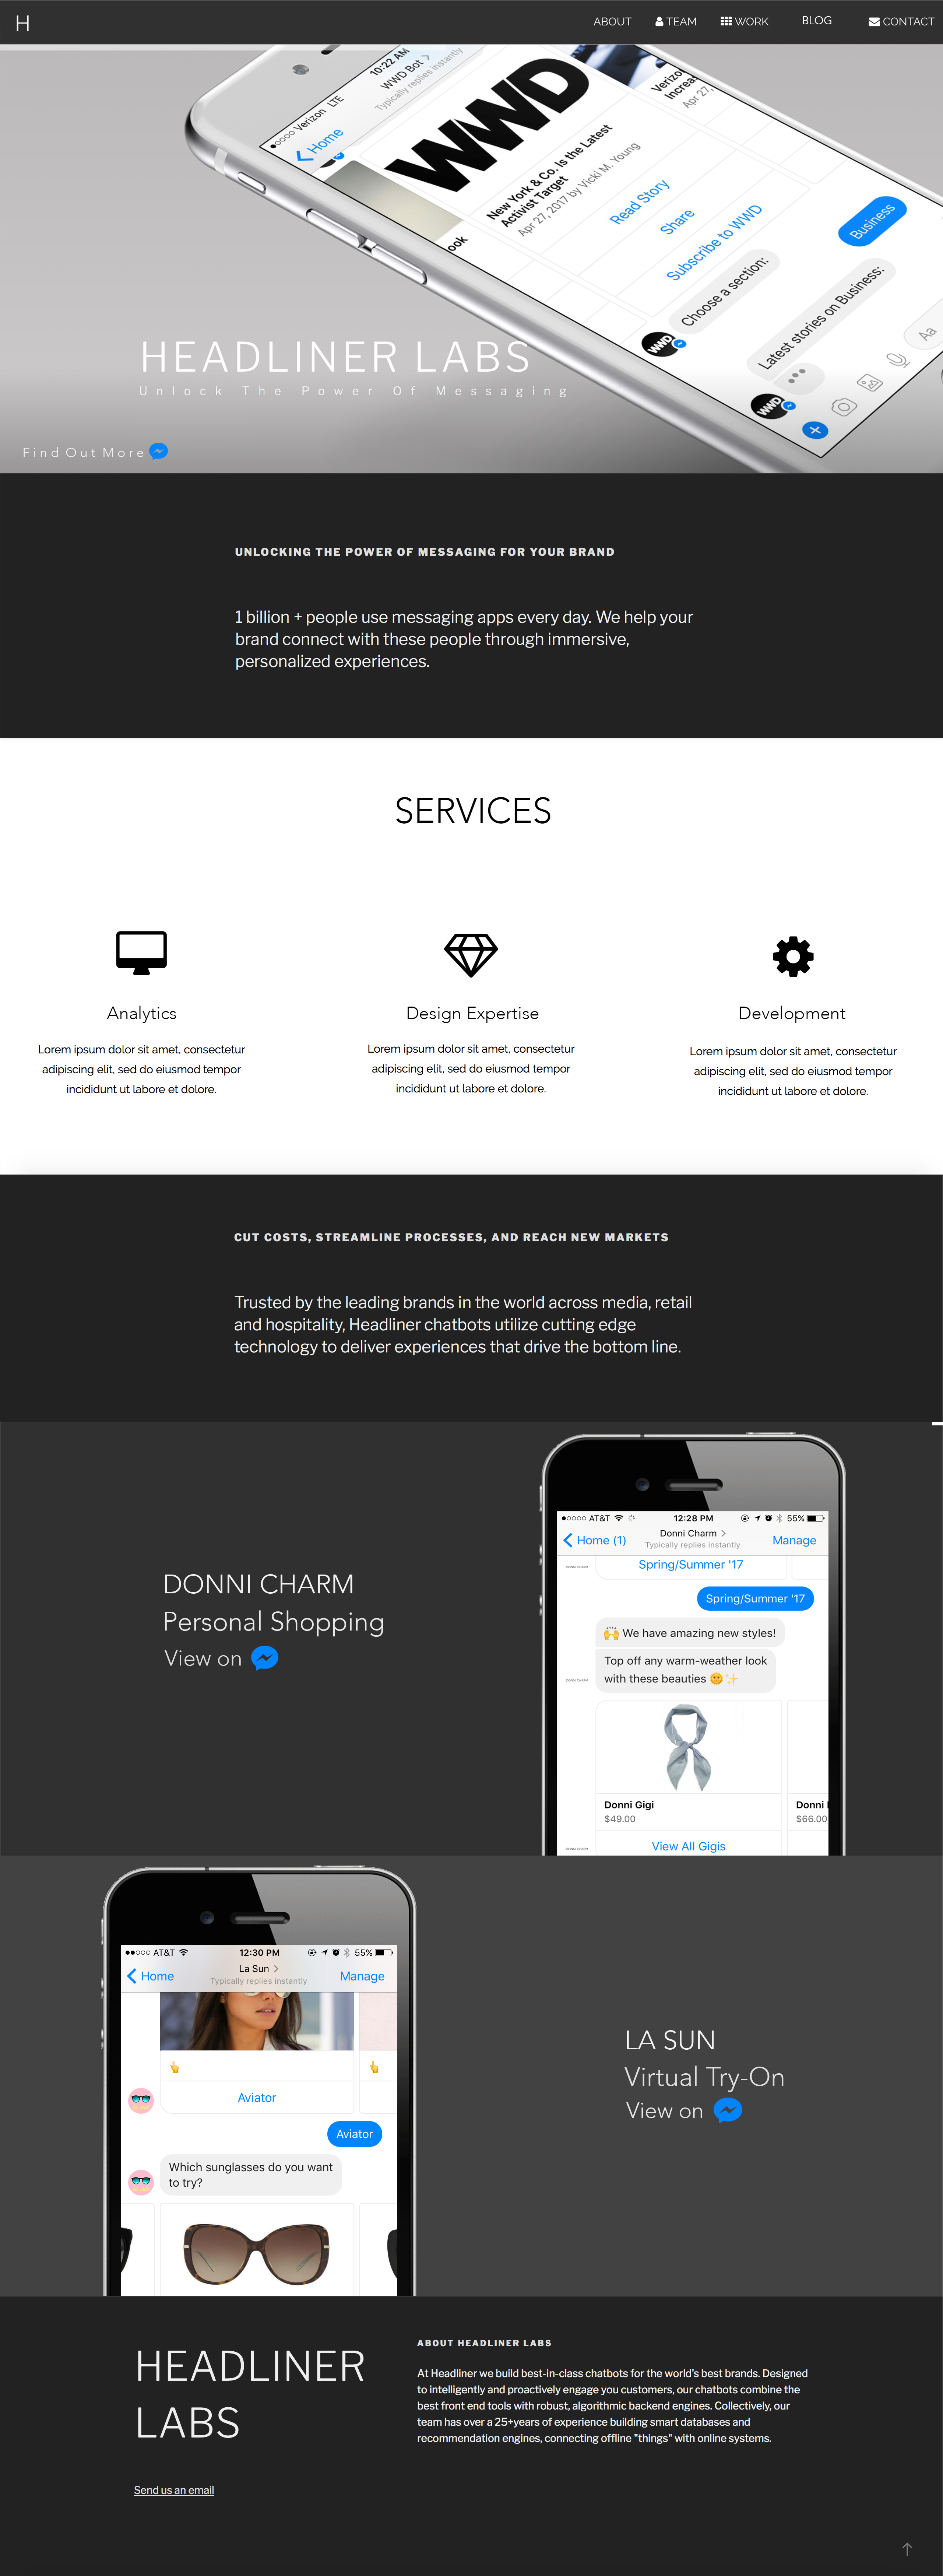 H
ABOUT TEAM WORK BLOG CONTACT
Verizon LTE
10:22 AM
Home
WWD Bot >
Typically replies instantly
WWD
New York & Co. Is the Latest
Activist Target
Apr 27, 2017 by Vicki M. Young
Read Story
Share
Subscribe to WWD
Verizo
Increa
Apr 27,
ook
Business
Choose a section:
WWD
Latest stories on Business:
WWD
Aa
HEADLINER LABS
Unlock The Power Of Messaging
Find Out More
UNLOCKING THE POWER OF MESSAGING FOR YOUR BRAND
1 billion + people use messaging apps every day. We help your
brand connect with these people through immersive,
personalized experiences.
SERVICES
Analytics
Lorem ipsum dolor sit amet, consectetur
adipiscing elit, sed do eiusmod tempor
incididunt ut labore et dolore.
Design Expertise
Lorem ipsum dolor sit amet, consectetur
adipiscing elit, sed do eiusmod tempor
incididunt ut labore et dolore.
Development
Lorem ipsum dolor sit amet, consectetur
adipiscing elit, sed do eiusmod tempor
incididunt ut labore et dolore.
CUT COSTS, STREAMLINE PROCESSES, AND REACH NEW MARKETS
Trusted by the leading brands in the world across media, retail
and hospitality, Headliner chatbots utilize cutting edge
technology to deliver experiences that drive the bottom line.
DONNI CHARM
Personal Shopping
View on
AT&T 12:28 PM 55%
Home (1) Donni Charm > Manage
Typically replies instantly
Spring/Summer '17
Spring/Summer '17
🙌 We have amazing new styles!
Top off any warm-weather look
with these beauties 🌞✨
Donni Gigi
$49.00
View All Gigis
Donni
$66.00
AT&T 12:30 PM 55%
Home La Sun > Manage
Typically replies instantly
Aviator
Aviator
Which sunglasses do you want
to try?
LA SUN
Virtual Try-On
View on
HEADLINER
LABS
Send us an email
ABOUT HEADLINER LABS
At Headliner we build best-in-class chatbots for the world's best brands. Designed
to intelligently and proactively engage you customers, our chatbots combine the
best front end tools with robust, algorithmic backend engines. Collectively, our
team has over a 25+years of experience building smart databases and
recommendation engines, connecting offline "things" with online systems.